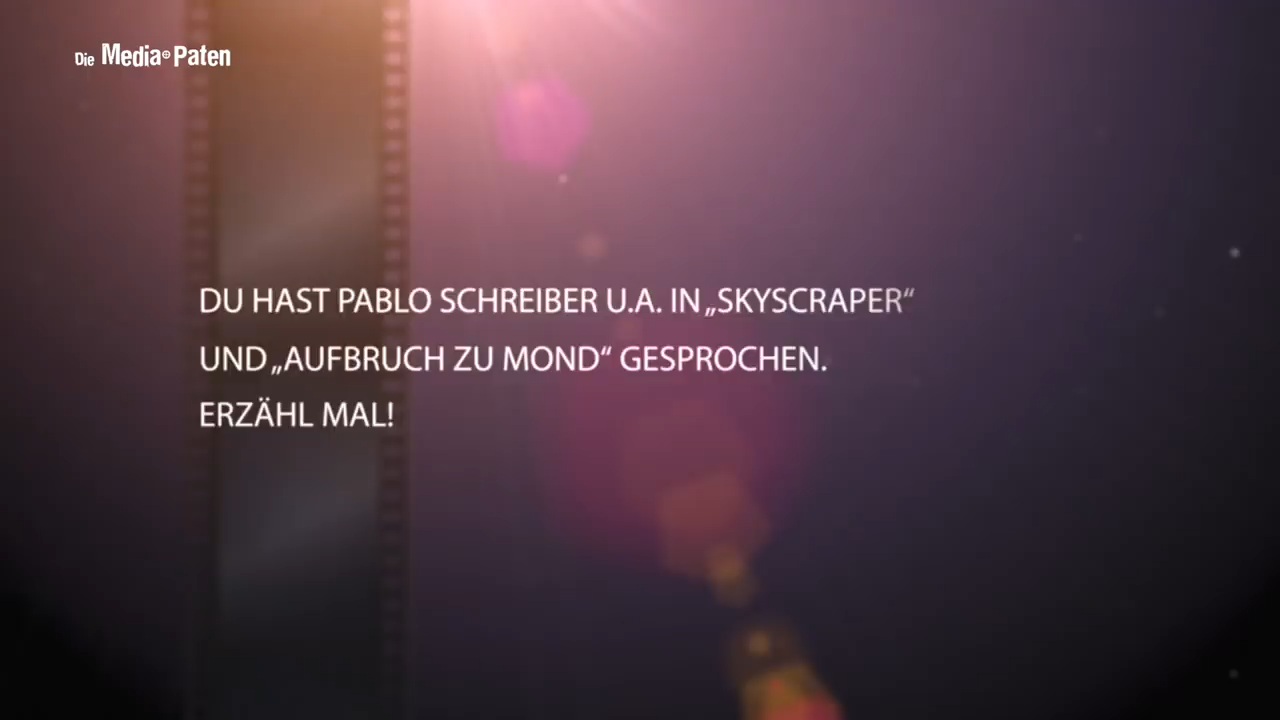 Die Media Paten
DU HAST PABLO SCHREIBER U.A. IN „SKYSCRAPER“
UND „AUFBRUCH ZU MOND“ GESPROCHEN.
ERZÄHL MAL!